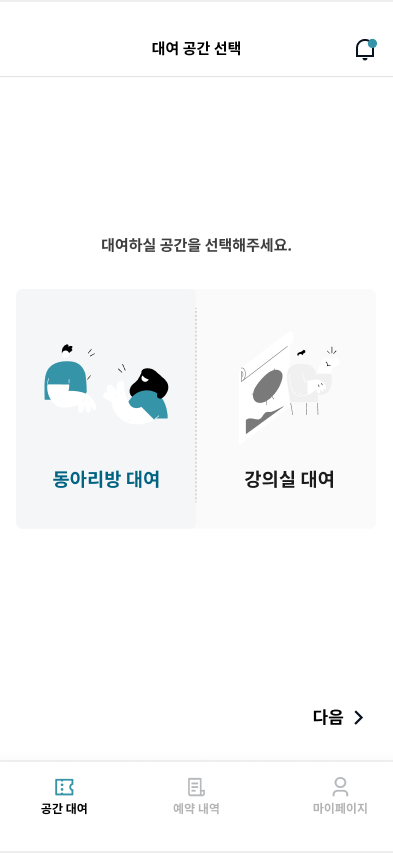 대여 공간 선택
대여하실 공간을 선택해주세요.
동아리방 대여
강의실 대여
다음
공간 대여
예약 내역
마이페이지